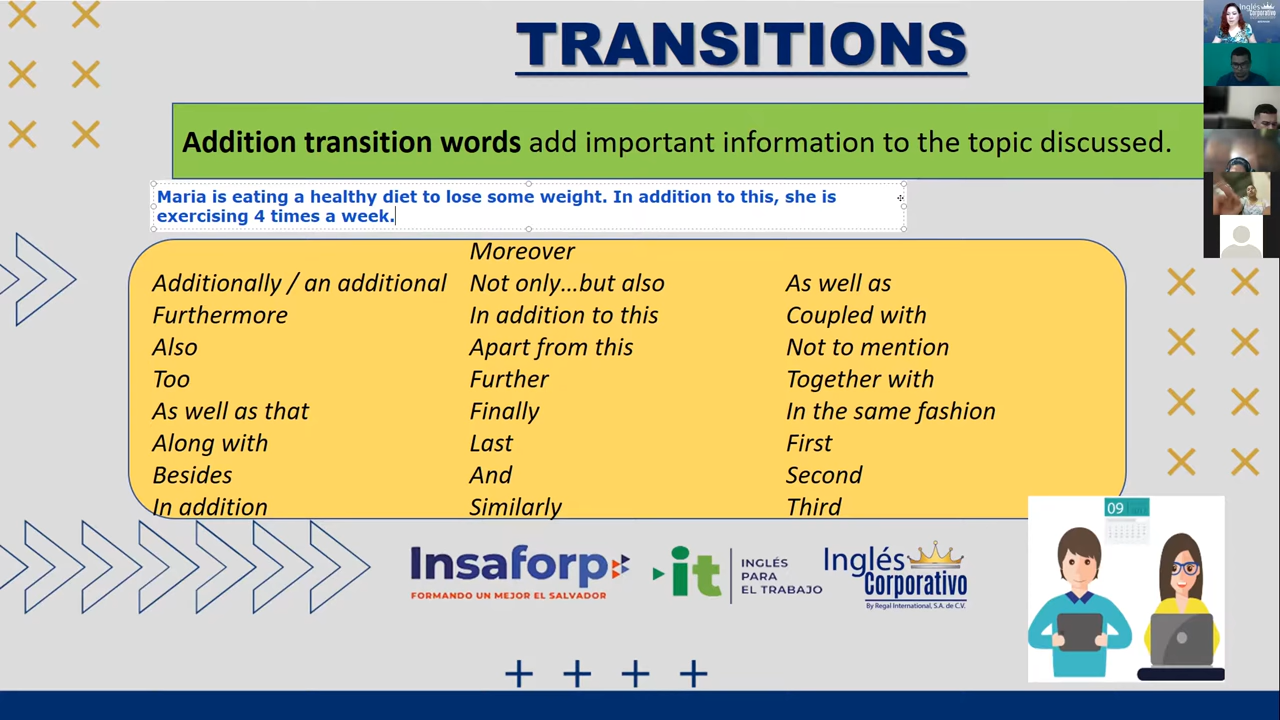 TRANSITIONS
Addition transition words add important information to the topic discussed.
Maria is eating a healthy diet to lose some weight. In addition to this, she is
exercising 4 times a week.
Additionally / an additional
Furthermore
Also
Too
As well as that
Along with
Besides
In addition
Moreover
Not only...but also
In addition to this
Apart from this
Further
Finally
Last
And
Similarly
As well as
Coupled with
Not to mention
Together with
In the same fashion
First
Second
Third
09
Insaforp
FORMANDO UN MEJOR EL SALVADOR
it
INGLÉS
PARA
EL TRABAJO
Inglés
Corporativo
By Regal International, S.A. de C.V.
Inglés
Corporativo